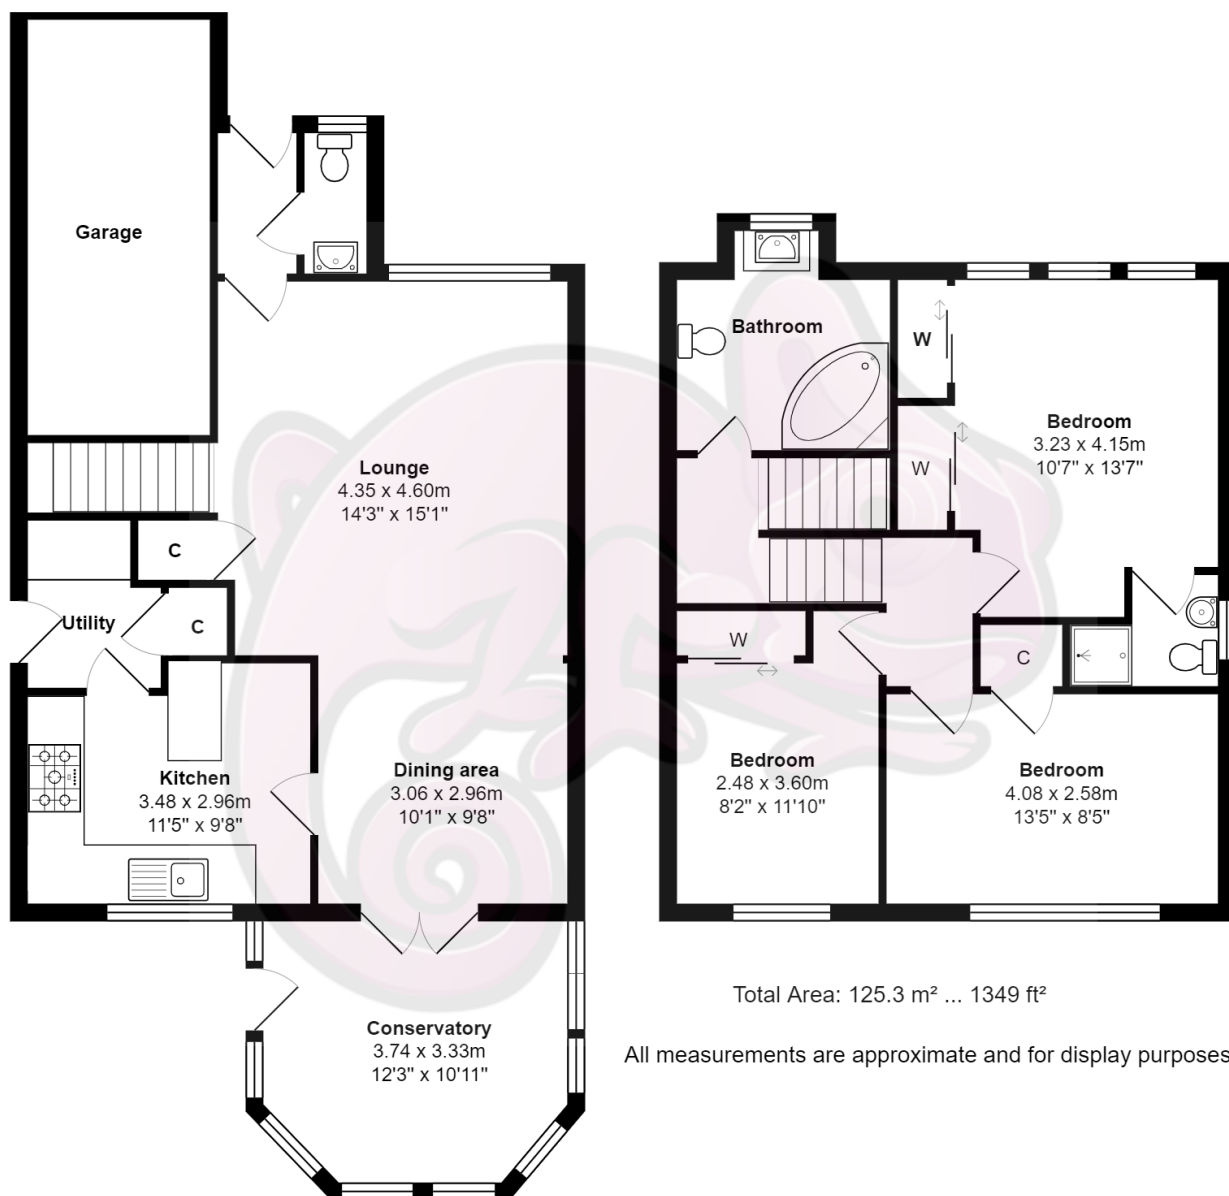 Garage
Lounge
4.35 x 4.60m
14'3" x 15'1"
C
Utility
C
Kitchen
3.48 x 2.96m
11'5" x 9'8"
Dining area
3.06 x 2.96m
10'1" x 9'8"
Conservatory
3.74 x 3.33m
12'3" x 10'11"
Bathroom
W
W
Bedroom
3.23 x 4.15m
10'7" x 13'7"
W
C
Bedroom
2.48 x 3.60m
8'2" x 11'10"
Bedroom
4.08 x 2.58m
13'5" x 8'5"
Total Area: 125.3 m² ... 1349 ft²
All measurements are approximate and for display purposes